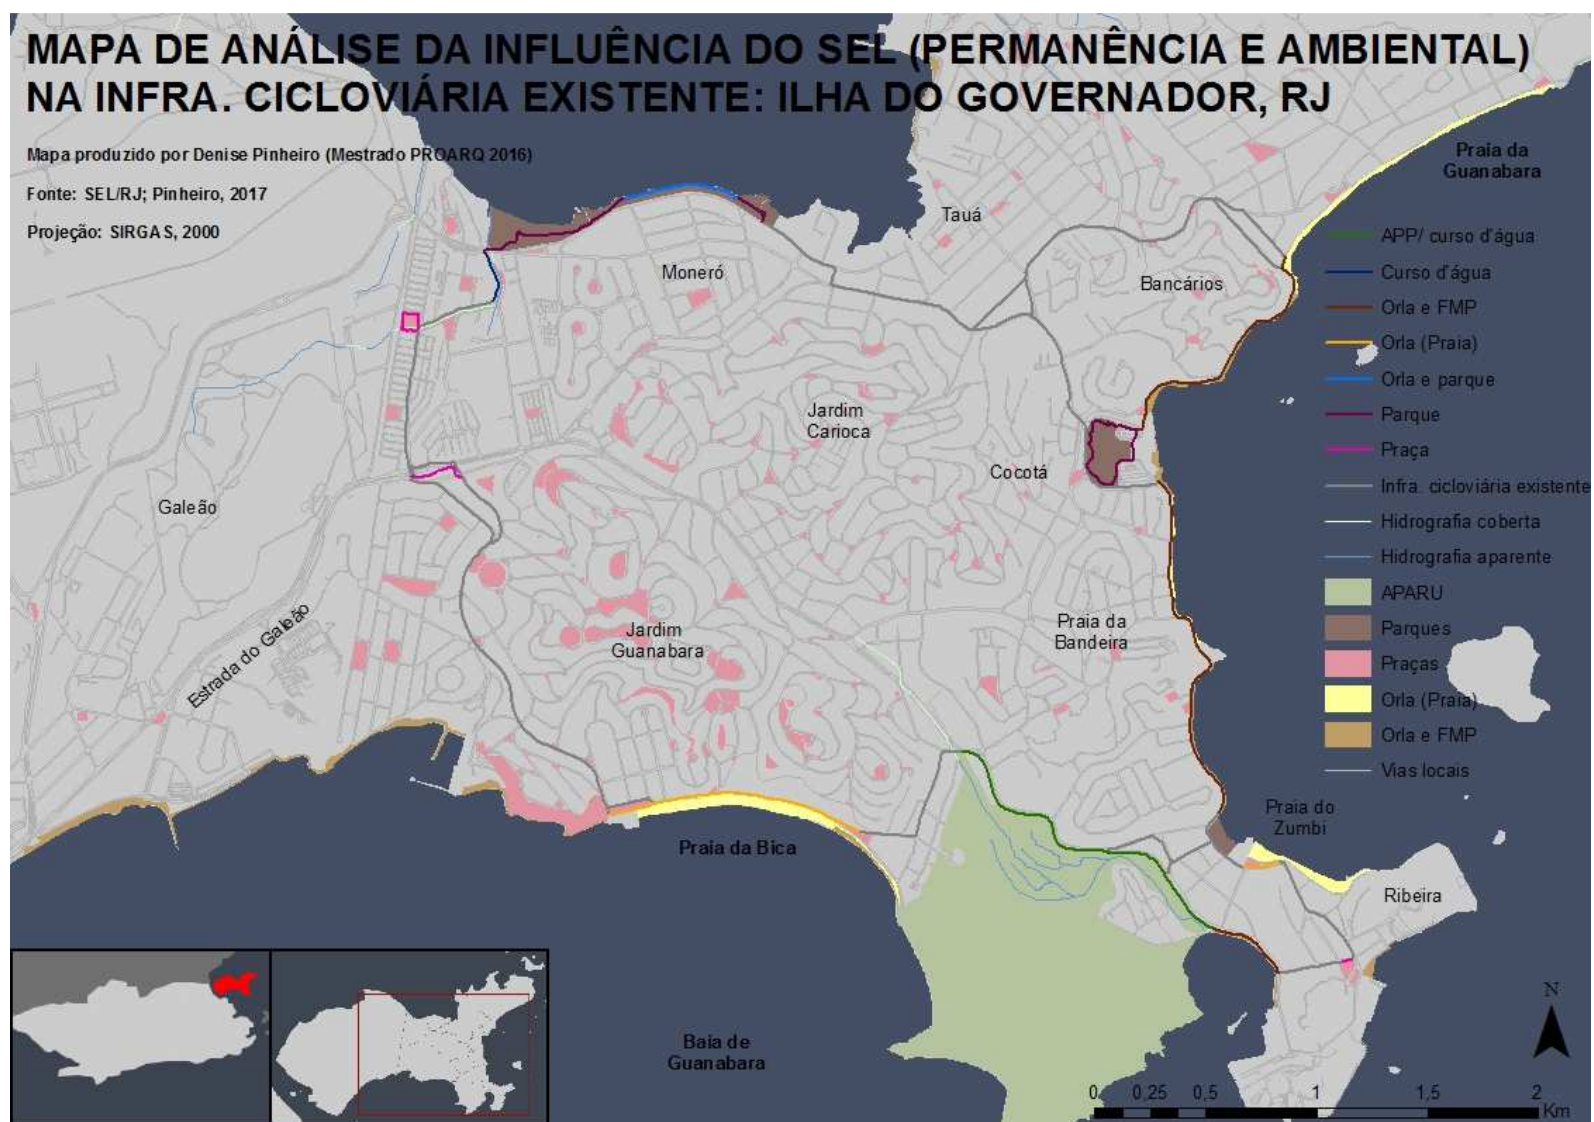 MAPA DE ANÁLISE DA INFLUÊNCIA DO SEL (PERMANÊNCIA E AMBIENTAL)
NA INFRA. CICLOVIÁRIA EXISTENTE: ILHA DO GOVERNADOR, RJ
Mapa produzido por Denise Pinheiro (Mestrado PROARQ 2016)
Fonte: SEL/RJ; Pinheiro, 2017
Projeção: SIRGAS, 2000
Praia da
Guanabara
Tauá
Moneró
Bancários
Jardim
Carioca
Cocotá
Galeão
Estrada do Galeão
Jardim
Guanabara
Praia da
Bandeira
Praia da Bica
Praia do
Zumbi
Ribeira
Baía de
Guanabara
APP/ curso d'água
Curso d'água
Orla e FMP
Orla (Praia)
Orla e parque
Parque
Praça
Infra. cicloviária existente
Hidrografia coberta
Hidrografia aparente
APARU
Parques
Praças
Orla (Praia)
Orla e FMP
Vias locais
N
0 0,25 0,5 1 1,5 2
Km